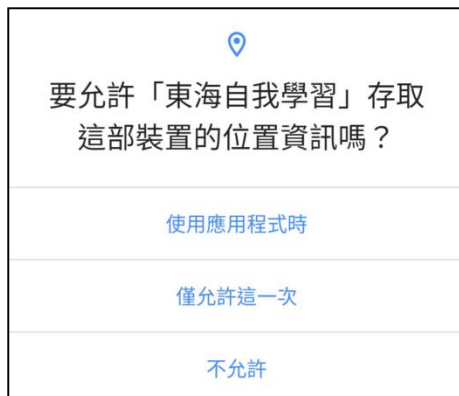 要允許「東海自我學習」存取
這部裝置的位置資訊嗎？
使用應用程式時
僅允許這一次
不允許